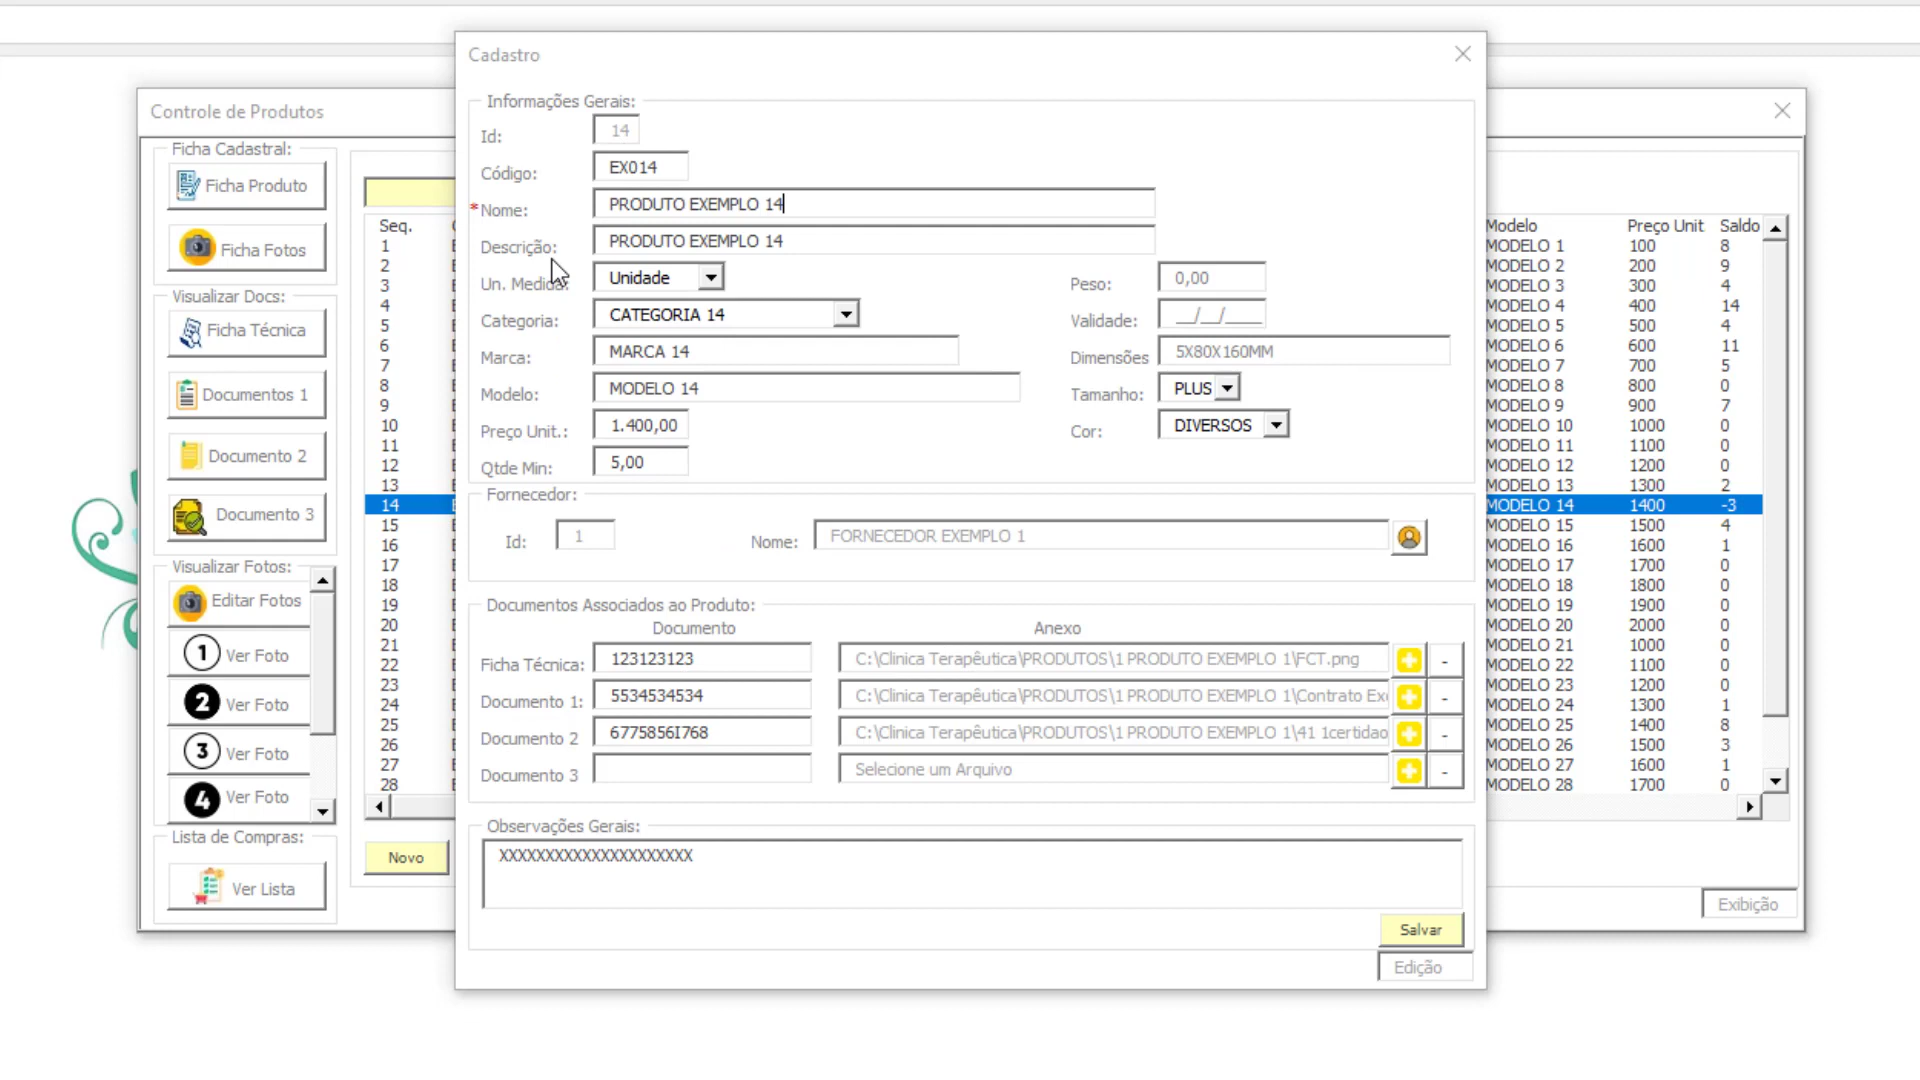 Cadastro
Informações Gerais:
Id: 14
Código: EX014
* Nome: PRODUTO EXEMPLO 14
Descrição: PRODUTO EXEMPLO 14
Un. Medida: Unidade
Categoria: CATEGORIA 14
Marca: MARCA 14
Modelo: MODELO 14
Preço Unit.: 1.400,00
Qtde Min: 5,00
Peso: 0,00
Validade: __/__/____
Dimensões 5X80X160MM
Tamanho: PLUS
Cor: DIVERSOS
Fornecedor:
Id: 1
Nome: FORNECEDOR EXEMPLO 1
Documentos Associados ao Produto:
Documento Anexo
Ficha Técnica: 123123123 C:\Clinica Terapêutica\PRODUTOS\1 PRODUTO EXEMPLO 1\FCT.png -
Documento 1: 5534534534 C:\Clinica Terapêutica\PRODUTOS\1 PRODUTO EXEMPLO 1\Contrato Exe -
Documento 2 6775856I768 C:\Clinica Terapêutica\PRODUTOS\1 PRODUTO EXEMPLO 1\41 1certidao -
Documento 3 Selecione um Arquivo -
Observações Gerais:
XXXXXXXXXXXXXXXXXXXXX
Salvar
Edição
Controle de Produtos
Ficha Cadastral:
Ficha Produto
Ficha Fotos
Visualizar Docs:
Ficha Técnica
Documentos 1
Documento 2
Documento 3
Visualizar Fotos:
Editar Fotos
1 Ver Foto
2 Ver Foto
3 Ver Foto
4 Ver Foto
Lista de Compras:
Ver Lista
Seq.
1
2
3
4
5
6
7
8
9
10
11
12
13
14
15
16
17
18
19
20
21
22
23
24
25
26
27
28
Novo
Modelo Preço Unit Saldo
MODELO 1 100 8
MODELO 2 200 9
MODELO 3 300 4
MODELO 4 400 14
MODELO 5 500 4
MODELO 6 600 11
MODELO 7 700 5
MODELO 8 800 0
MODELO 9 900 7
MODELO 10 1000 0
MODELO 11 1100 0
MODELO 12 1200 0
MODELO 13 1300 2
MODELO 14 1400 -3
MODELO 15 1500 4
MODELO 16 1600 1
MODELO 17 1700 0
MODELO 18 1800 0
MODELO 19 1900 0
MODELO 20 2000 0
MODELO 21 1000 0
MODELO 22 1100 0
MODELO 23 1200 0
MODELO 24 1300 1
MODELO 25 1400 8
MODELO 26 1500 3
MODELO 27 1600 1
MODELO 28 1700 0
Exibição